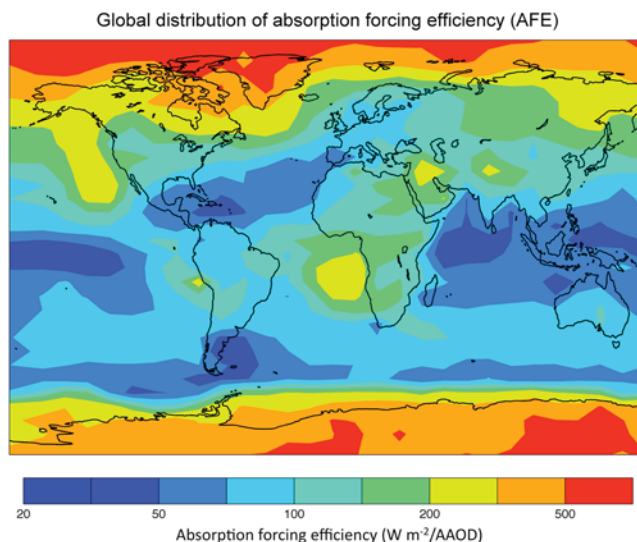 Global distribution of absorption forcing efficiency (AFE)
20 50 100 200 500
Absorption forcing efficiency (W m⁻²/AAOD)